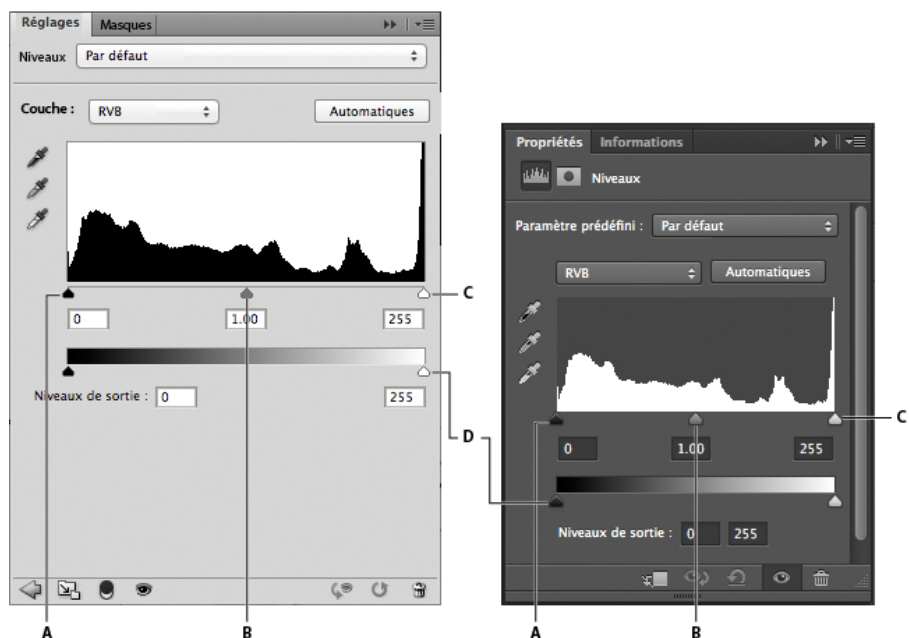 Réglages Masques
Niveaux Par défaut
Couche : RVB Automatiques
C
0 1.00 255
Niveaux de sortie : 0 255
D
A B
Propriétés Informations
Niveaux
Paramètre prédéfini : Par défaut
RVB Automatiques
C
0 1.00 255
Niveaux de sortie : 0 255
A B